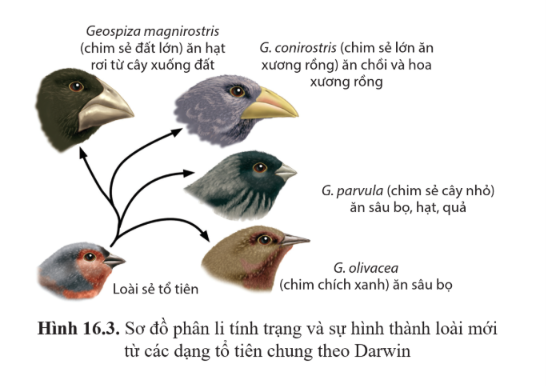 Geospiza magnirostris
(chim sẻ đất lớn) ăn hạt
rơi từ cây xuống đất
G. conirostris (chim sẻ lớn ăn
xương rồng) ăn chồi và hoa
xương rồng
G. parvula (chim sẻ cây nhỏ)
ăn sâu bọ, hạt, quả
G. olivacea
(chim chích xanh) ăn sâu bọ
Loài sẻ tổ tiên
Hình 16.3. Sơ đồ phân li tính trạng và sự hình thành loài mới
từ các dạng tổ tiên chung theo Darwin